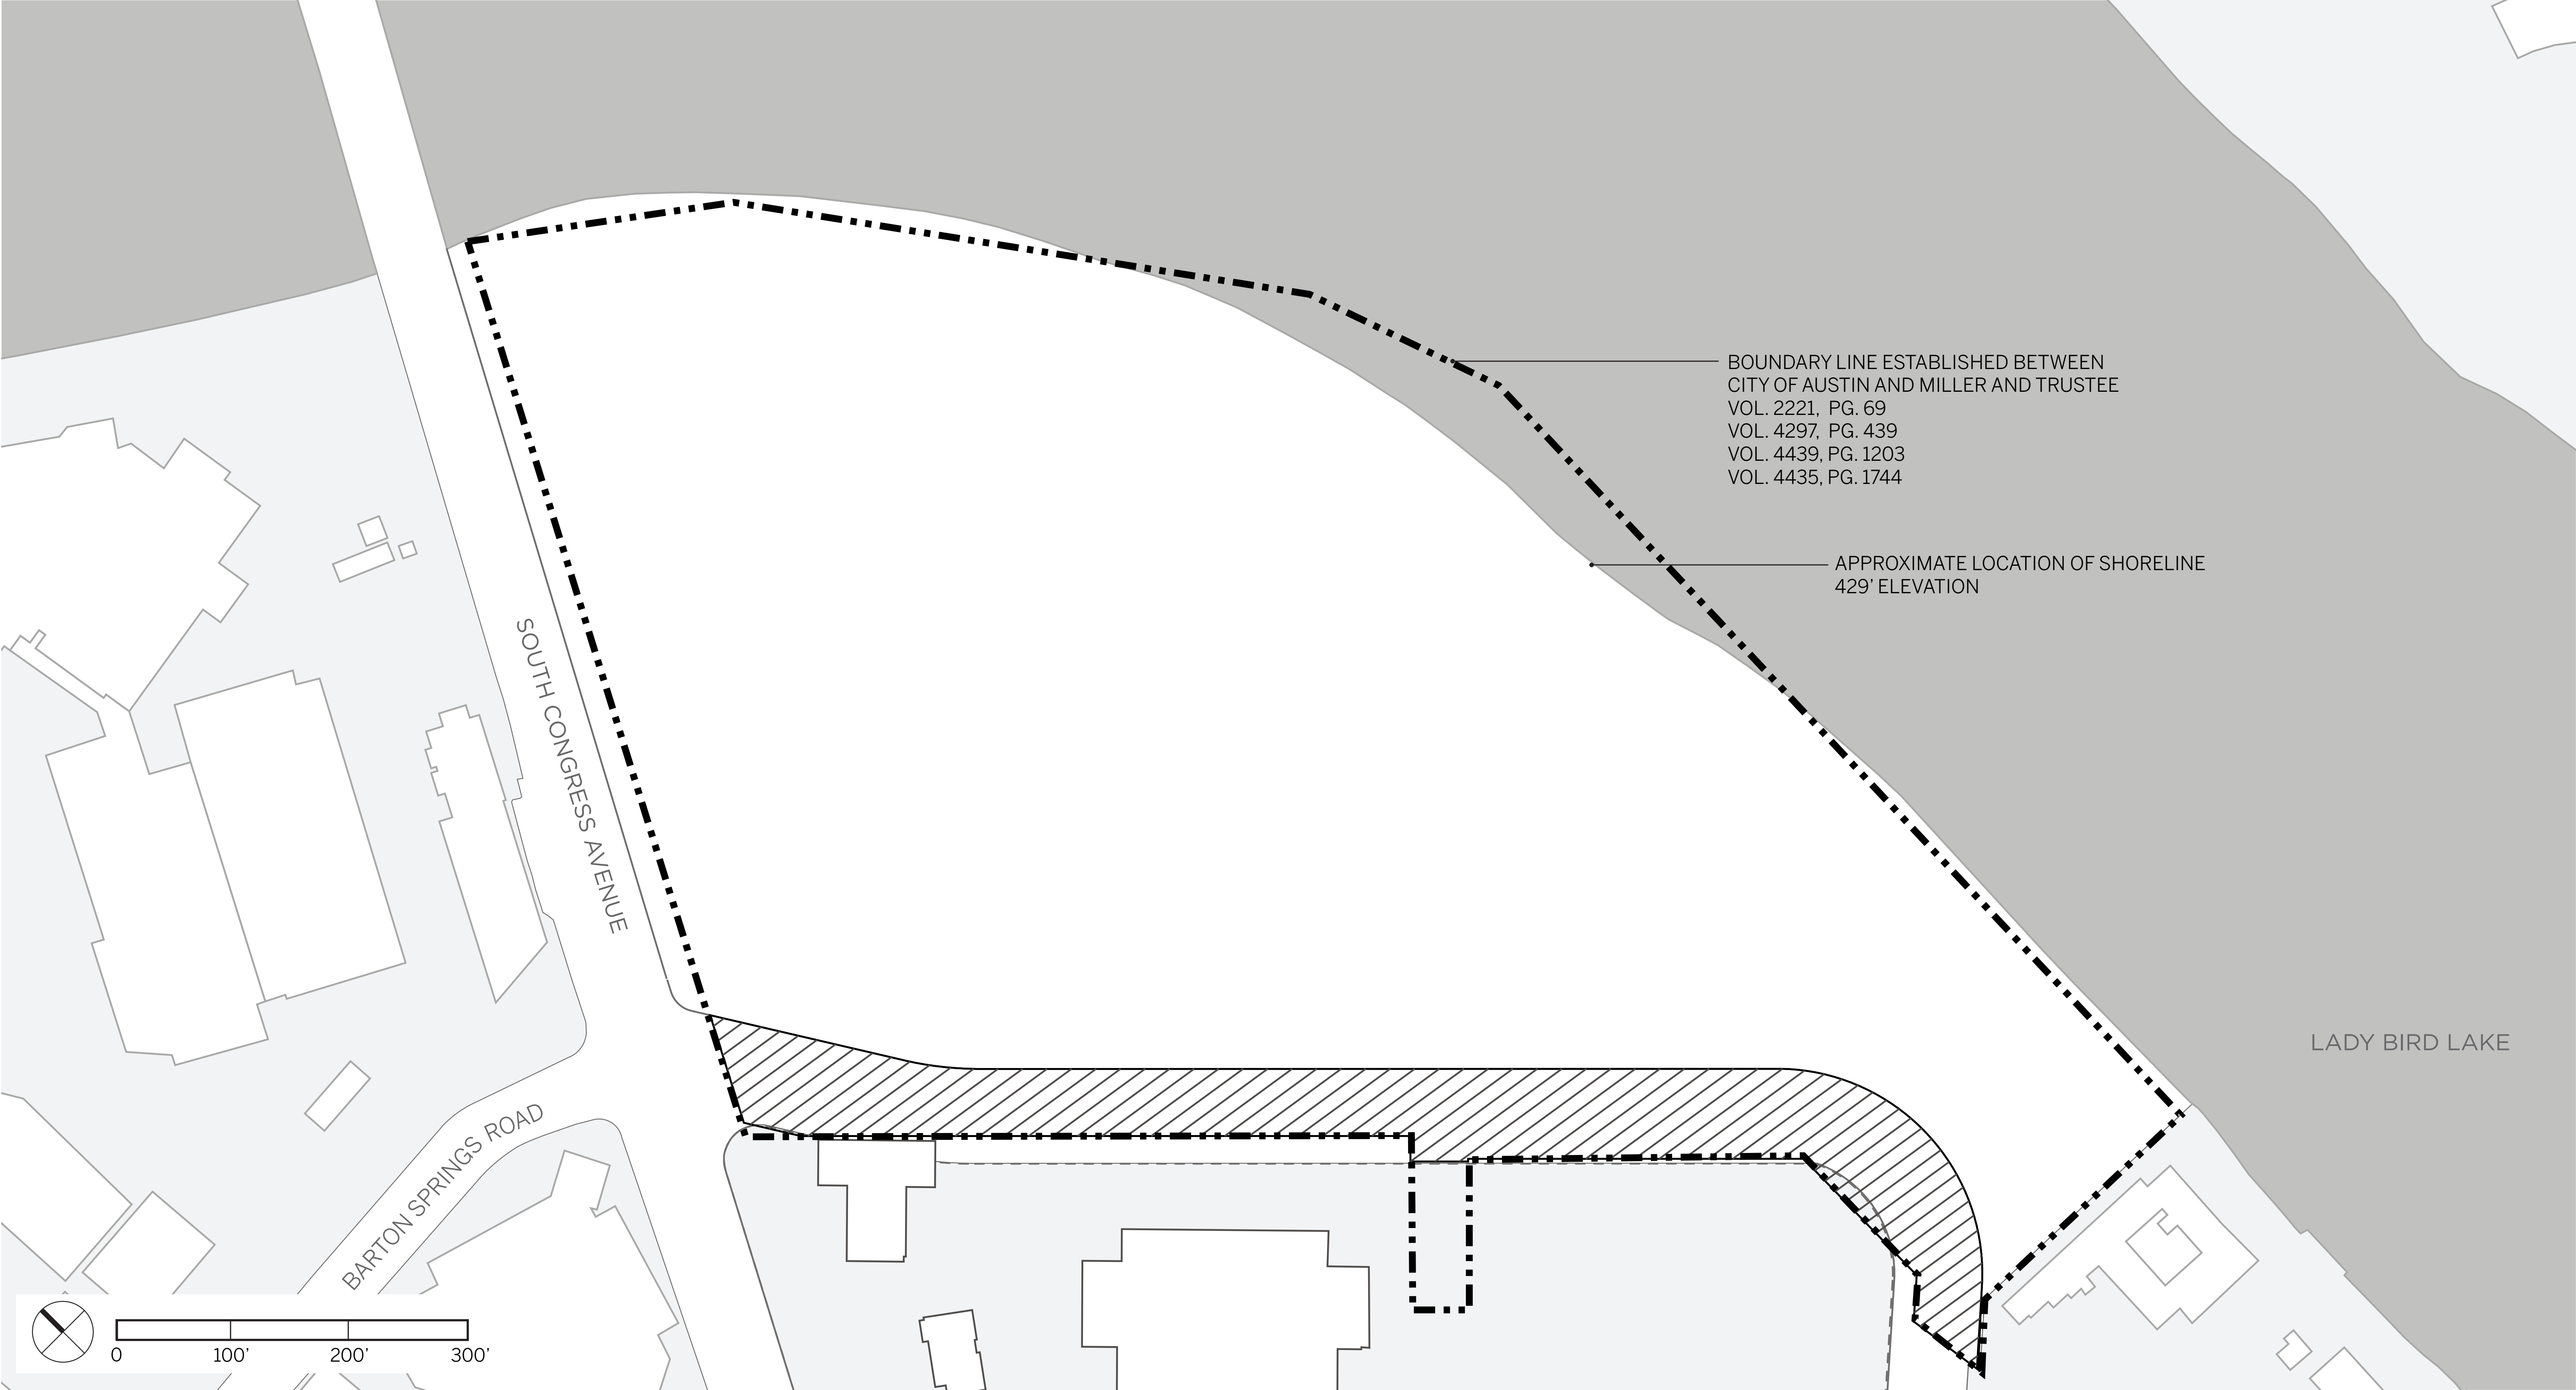 BOUNDARY LINE ESTABLISHED BETWEEN
CITY OF AUSTIN AND MILLER AND TRUSTEE
VOL. 2221, PG. 69
VOL. 4297, PG. 439
VOL. 4439, PG. 1203
VOL. 4435, PG. 1744
APPROXIMATE LOCATION OF SHORELINE
429’ ELEVATION
SOUTH CONGRESS AVENUE
LADY BIRD LAKE
BARTON SPRINGS ROAD
0 100’ 200’ 300’